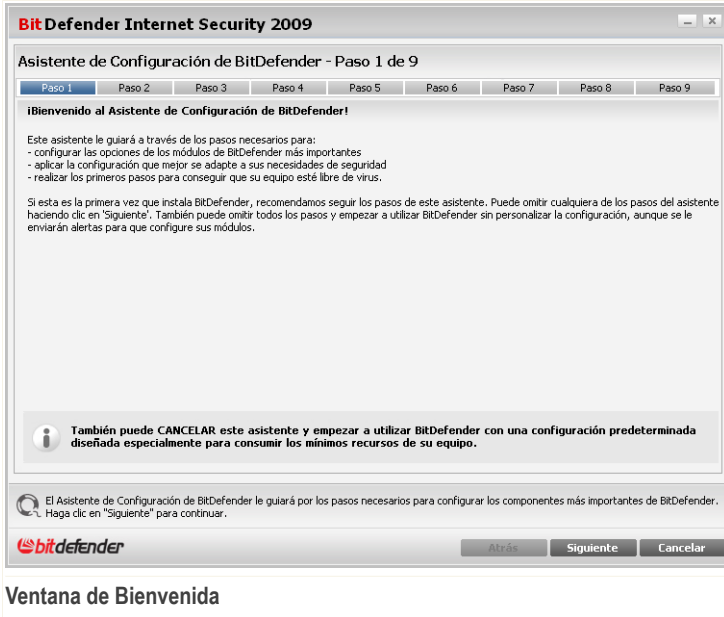 BitDefender Internet Security 2009
Asistente de Configuración de BitDefender - Paso 1 de 9
Paso 1 Paso 2 Paso 3 Paso 4 Paso 5 Paso 6 Paso 7 Paso 8 Paso 9
¡Bienvenido al Asistente de Configuración de BitDefender!
Este asistente le guiará a través de los pasos necesarios para:
- configurar las opciones de los módulos de BitDefender más importantes
- aplicar la configuración que mejor se adapte a sus necesidades de seguridad
- realizar los primeros pasos para conseguir que su equipo esté libre de virus.
Si esta es la primera vez que instala BitDefender, recomendamos seguir los pasos de este asistente. Puede omitir cualquiera de los pasos del asistente
haciendo clic en 'Siguiente'. También puede omitir todos los pasos y empezar a utilizar BitDefender sin personalizar la configuración, aunque se le
enviarán alertas para que configure sus módulos.
También puede CANCELAR este asistente y empezar a utilizar BitDefender con una configuración predeterminada
diseñada especialmente para consumir los mínimos recursos de su equipo.
El Asistente de Configuración de BitDefender le guiará por los pasos necesarios para configurar los componentes más importantes de BitDefender.
Haga clic en "Siguiente" para continuar.
bitdefender Atrás Siguiente Cancelar
Ventana de Bienvenida